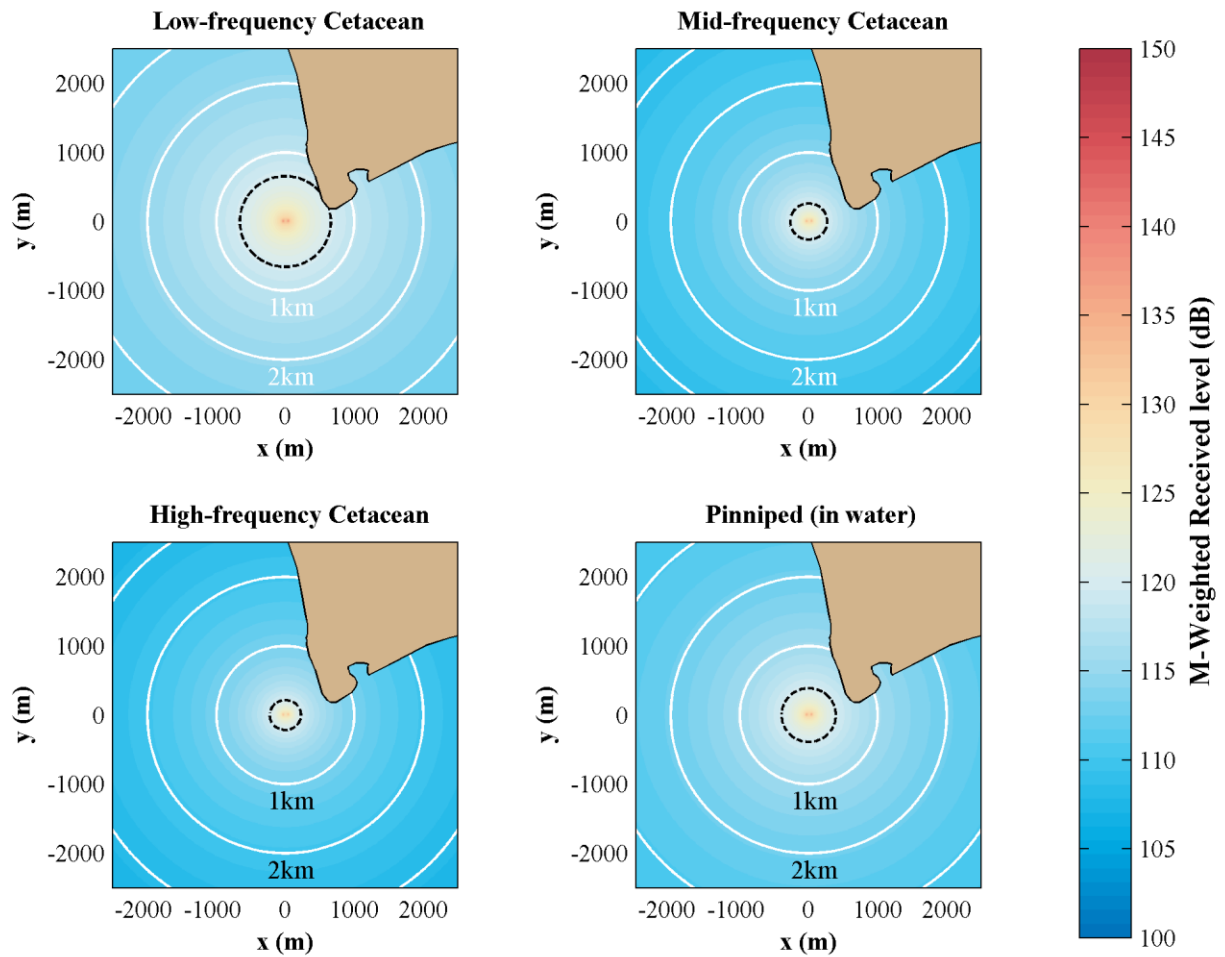 Low-frequency Cetacean
2000
1000
0
-1000
-2000
y (m)
1km
2km
-2000 -1000 0 1000 2000
x (m)
Mid-frequency Cetacean
2000
1000
0
-1000
-2000
y (m)
1km
2km
-2000 -1000 0 1000 2000
x (m)
High-frequency Cetacean
2000
1000
0
-1000
-2000
y (m)
1km
2km
-2000 -1000 0 1000 2000
x (m)
Pinniped (in water)
2000
1000
0
-1000
-2000
y (m)
1km
2km
-2000 -1000 0 1000 2000
x (m)
150
145
140
135
130
125
120
115
110
105
100
M-Weighted Received level (dB)